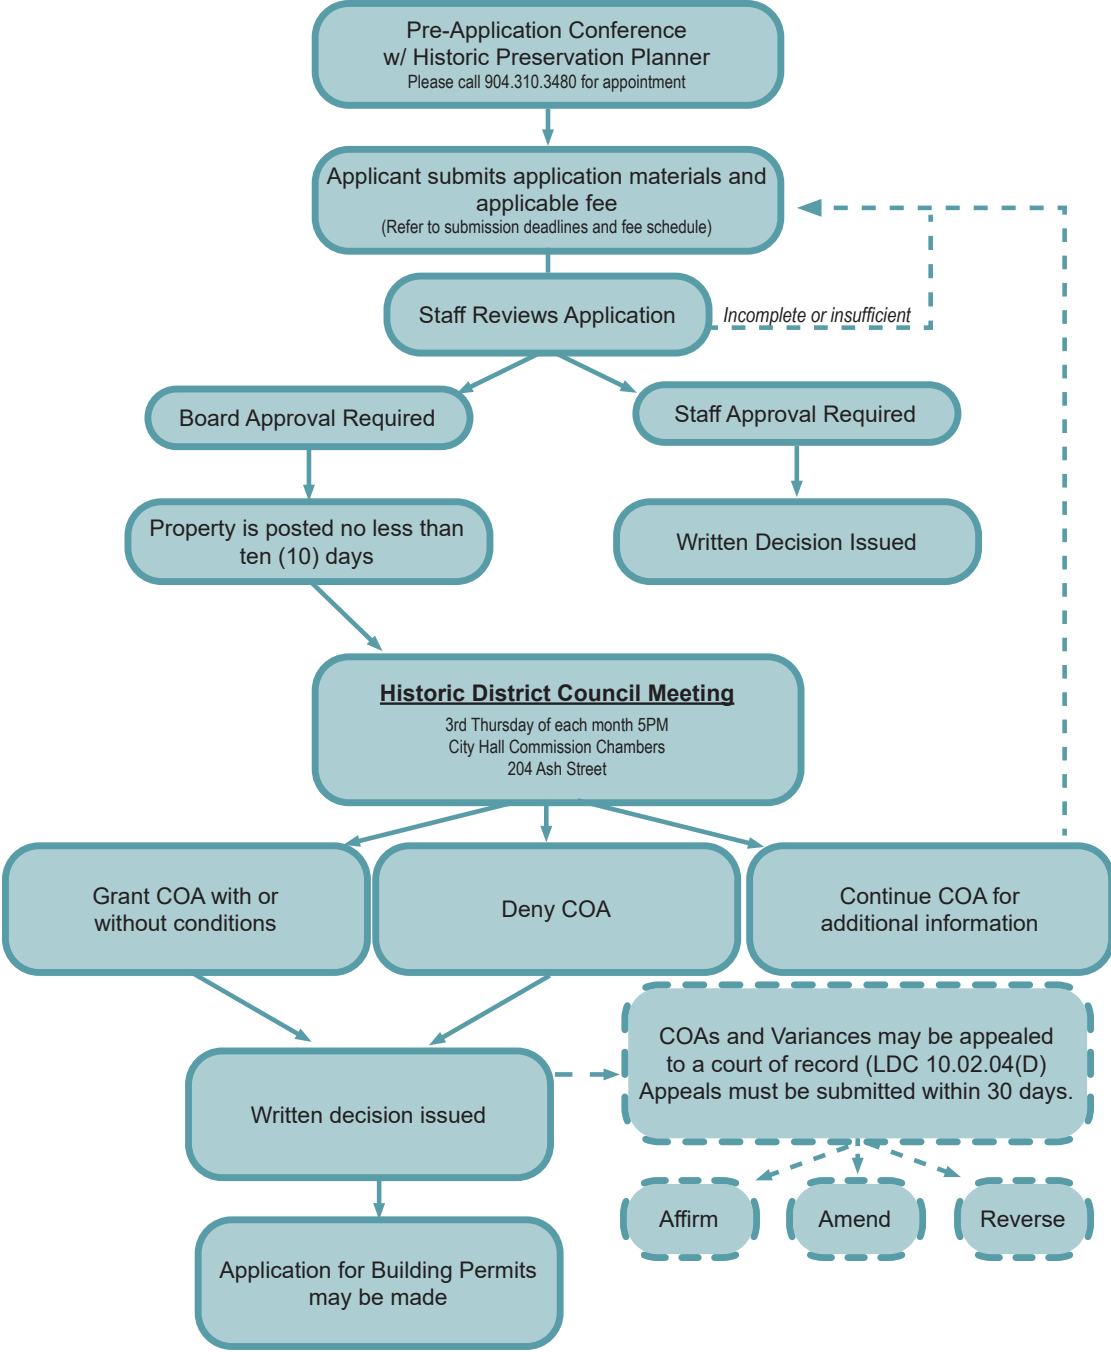 Pre-Application Conference
w/ Historic Preservation Planner
Please call 904.310.3480 for appointment
Applicant submits application materials and
applicable fee
(Refer to submission deadlines and fee schedule)
Staff Reviews Application
Incomplete or insufficient
Board Approval Required
Staff Approval Required
Property is posted no less than
ten (10) days
Written Decision Issued
Historic District Council Meeting
3rd Thursday of each month 5PM
City Hall Commission Chambers
204 Ash Street
Grant COA with or
without conditions
Deny COA
Continue COA for
additional information
COAs and Variances may be appealed
to a court of record (LDC 10.02.04(D)
Appeals must be submitted within 30 days.
Written decision issued
Affirm
Amend
Reverse
Application for Building Permits
may be made